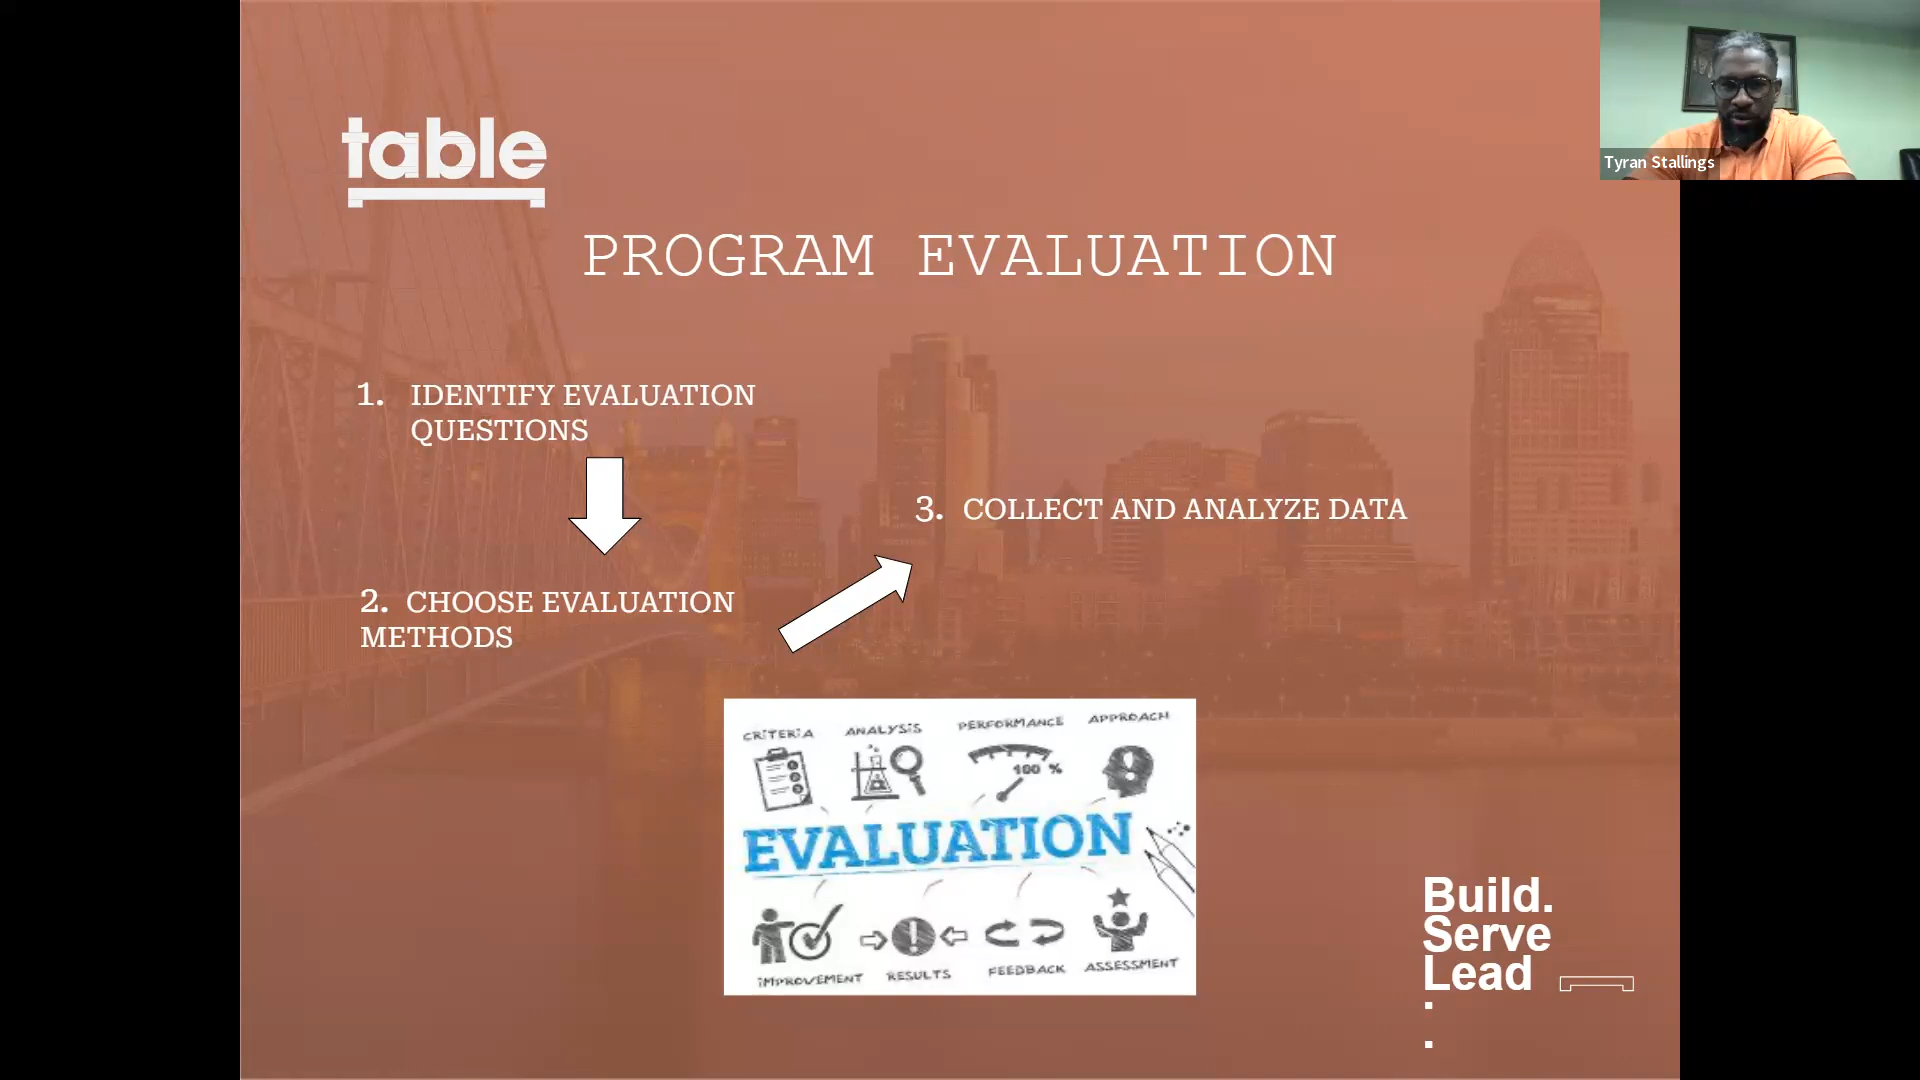 table
Tyran Stallings
PROGRAM EVALUATION
1. IDENTIFY EVALUATION
QUESTIONS
2. CHOOSE EVALUATION
METHODS
3. COLLECT AND ANALYZE DATA
CRITERIA ANALYSIS PERFORMANCE APPROACH
100 %
EVALUATION
IMPROVEMENT RESULTS FEEDBACK ASSESSMENT
Build.
Serve
Lead
.
.